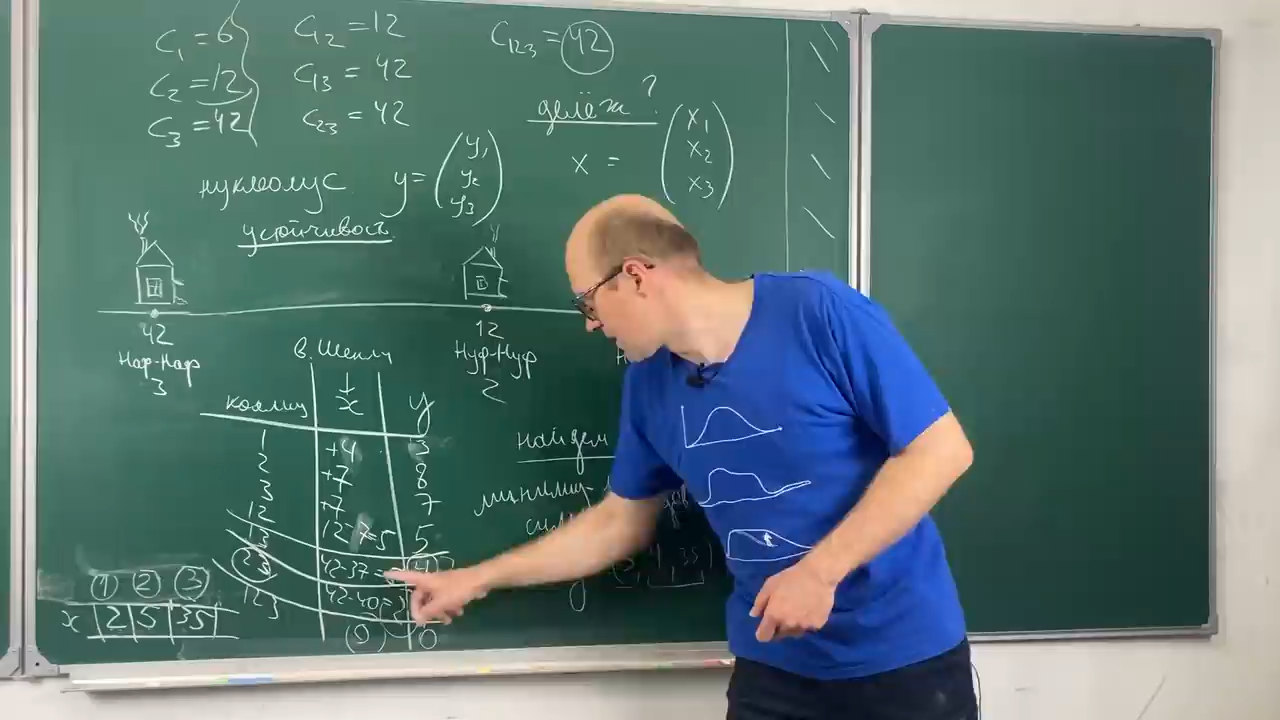 C₁ = 6 C₁₂ = 12 C₁₂₃ = 42
C₂ = 12 C₁₃ = 42
C₃ = 42 C₂₃ = 42
делёж?
x = (x₁ x₂ x₃)
нуклеолус y = (y₁ y₂ y₃)
устойчивость
42 12
Наф-Наф Нуф-Нуф Н
3 2
в. Шепли
коалиц x y
1 +4 3
2 +7 8
3 +7 7
12 12-7=5 5
42-37=
23 42-40=2
123 (0) 0
найдем
① ② ③
x 2 5 35